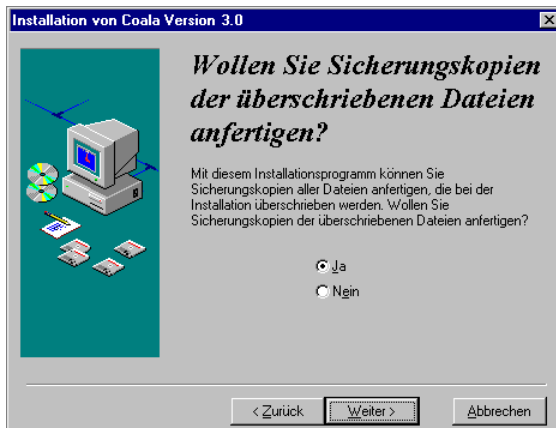 Installation von Coala Version 3.0
Wollen Sie Sicherungskopien
der überschriebenen Dateien
anfertigen?
Mit diesem Installationsprogramm können Sie
Sicherungskopien aller Dateien anfertigen, die bei der
Installation überschrieben werden. Wollen Sie
Sicherungskopien der überschriebenen Dateien anfertigen?
Ja
Nein
< Zurück
Weiter >
Abbrechen